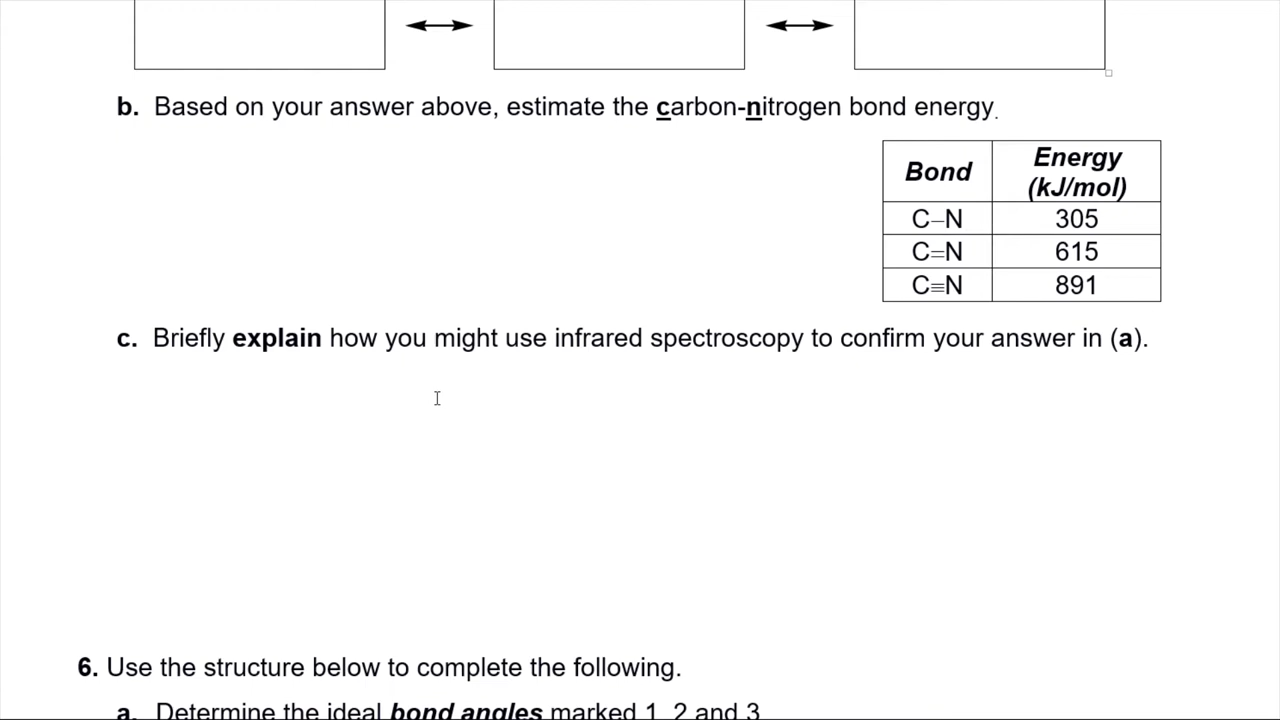 b. Based on your answer above, estimate the carbon-nitrogen bond energy.
Bond Energy (kJ/mol)
C–N 305
C=N 615
C≡N 891
c. Briefly explain how you might use infrared spectroscopy to confirm your answer in (a).
6. Use the structure below to complete the following.
a. Determine the ideal bond angles marked 1, 2 and 3